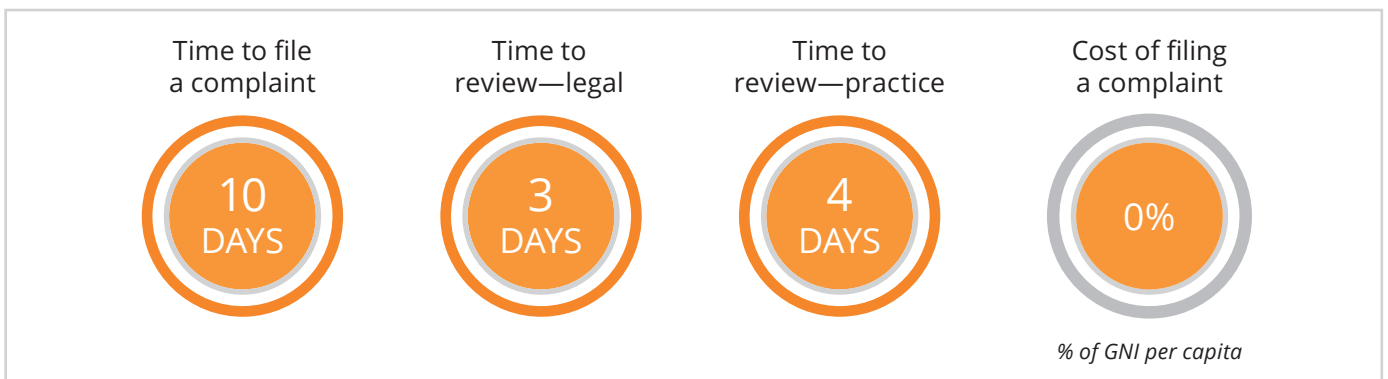 Time to file
a complaint
10
DAYS
Time to
review—legal
3
DAYS
Time to
review—practice
4
DAYS
Cost of filing
a complaint
0%
% of GNI per capita